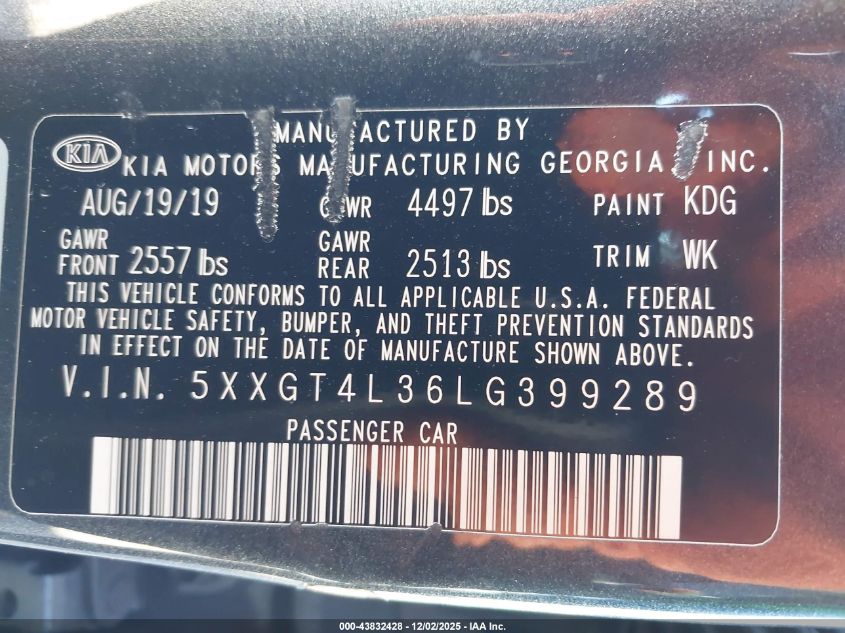 MANUFACTURED BY
KIA KIA MOTORS MANUFACTURING GEORGIA, INC.
AUG/19/19 GVWR 4497 lbs PAINT KDG
GAWR FRONT 2557 lbs GAWR REAR 2513 lbs TRIM WK
THIS VEHICLE CONFORMS TO ALL APPLICABLE U.S.A. FEDERAL
MOTOR VEHICLE SAFETY, BUMPER, AND THEFT PREVENTION STANDARDS
IN EFFECT ON THE DATE OF MANUFACTURE SHOWN ABOVE.
V.I.N. 5XXGT4L36LG399289
PASSENGER CAR
000-43832428 - 12/02/2025 - IAA Inc.